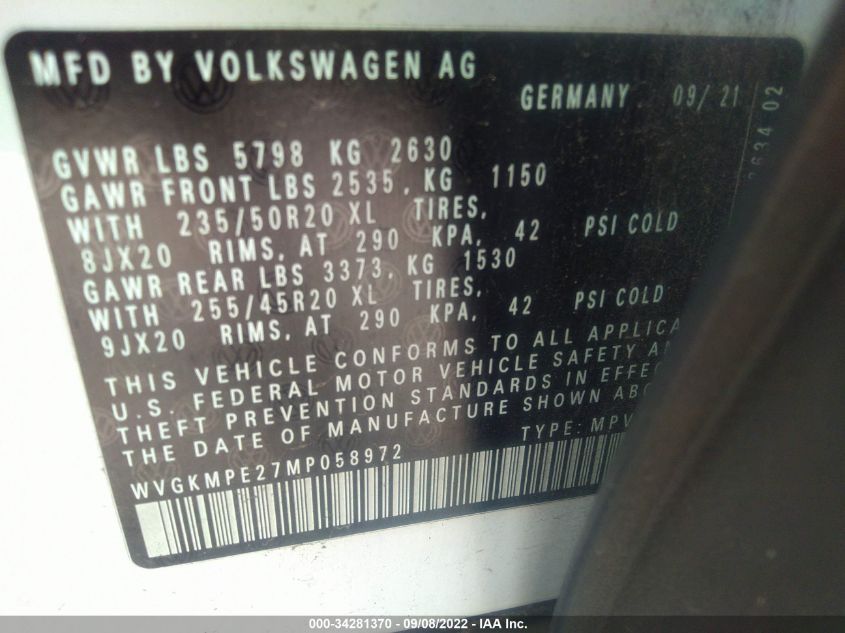 MFD BY VOLKSWAGEN AG
GERMANY 09/21
GVWR LBS 5798 KG 2630
GAWR FRONT LBS 2535, KG 1150
WITH 235/50R20 XL TIRES,
8JX20 RIMS, AT 290 KPA, 42 PSI COLD
GAWR REAR LBS 3373, KG 1530
WITH 255/45R20 XL TIRES,
9JX20 RIMS, AT 290 KPA, 42 PSI COLD
THIS VEHICLE CONFORMS TO ALL APPLICA
U.S. FEDERAL MOTOR VEHICLE SAFETY AN
THEFT PREVENTION STANDARDS IN EFFEC
THE DATE OF MANUFACTURE SHOWN ABO
TYPE: MPV
WVGKMPE27MP058972
02
000-34281370 - 09/08/2022 - IAA Inc.